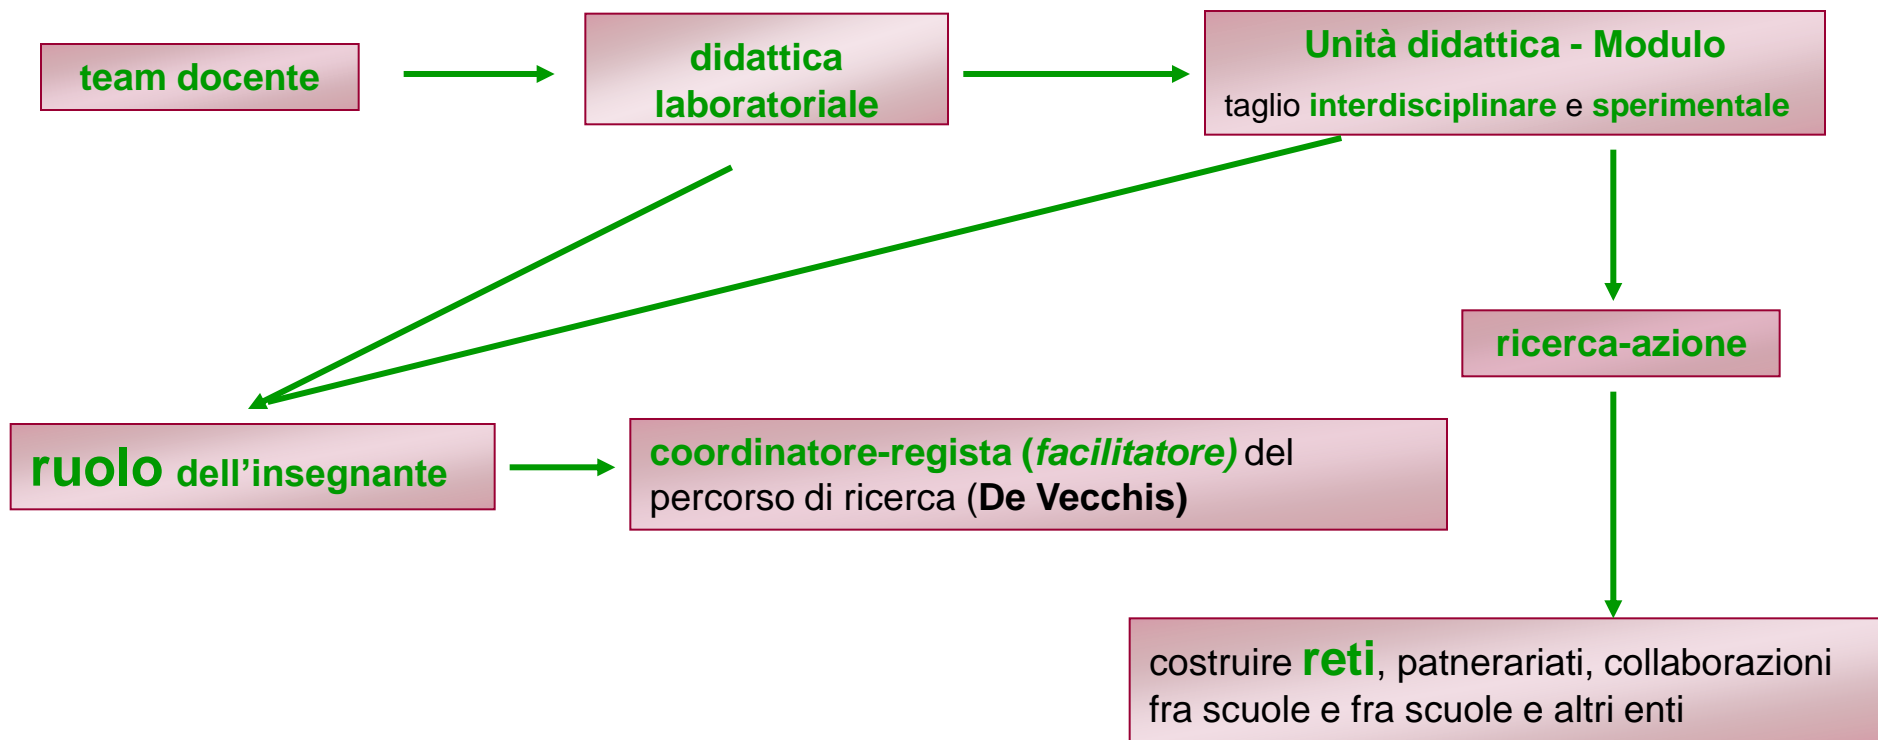 team docente
didattica
laboratoriale
Unità didattica - Modulo
taglio interdisciplinare e sperimentale
ricerca-azione
ruolo dell’insegnante
coordinatore-regista (facilitatore) del
percorso di ricerca (De Vecchis)
costruire reti, patnerariati, collaborazioni
fra scuole e fra scuole e altri enti